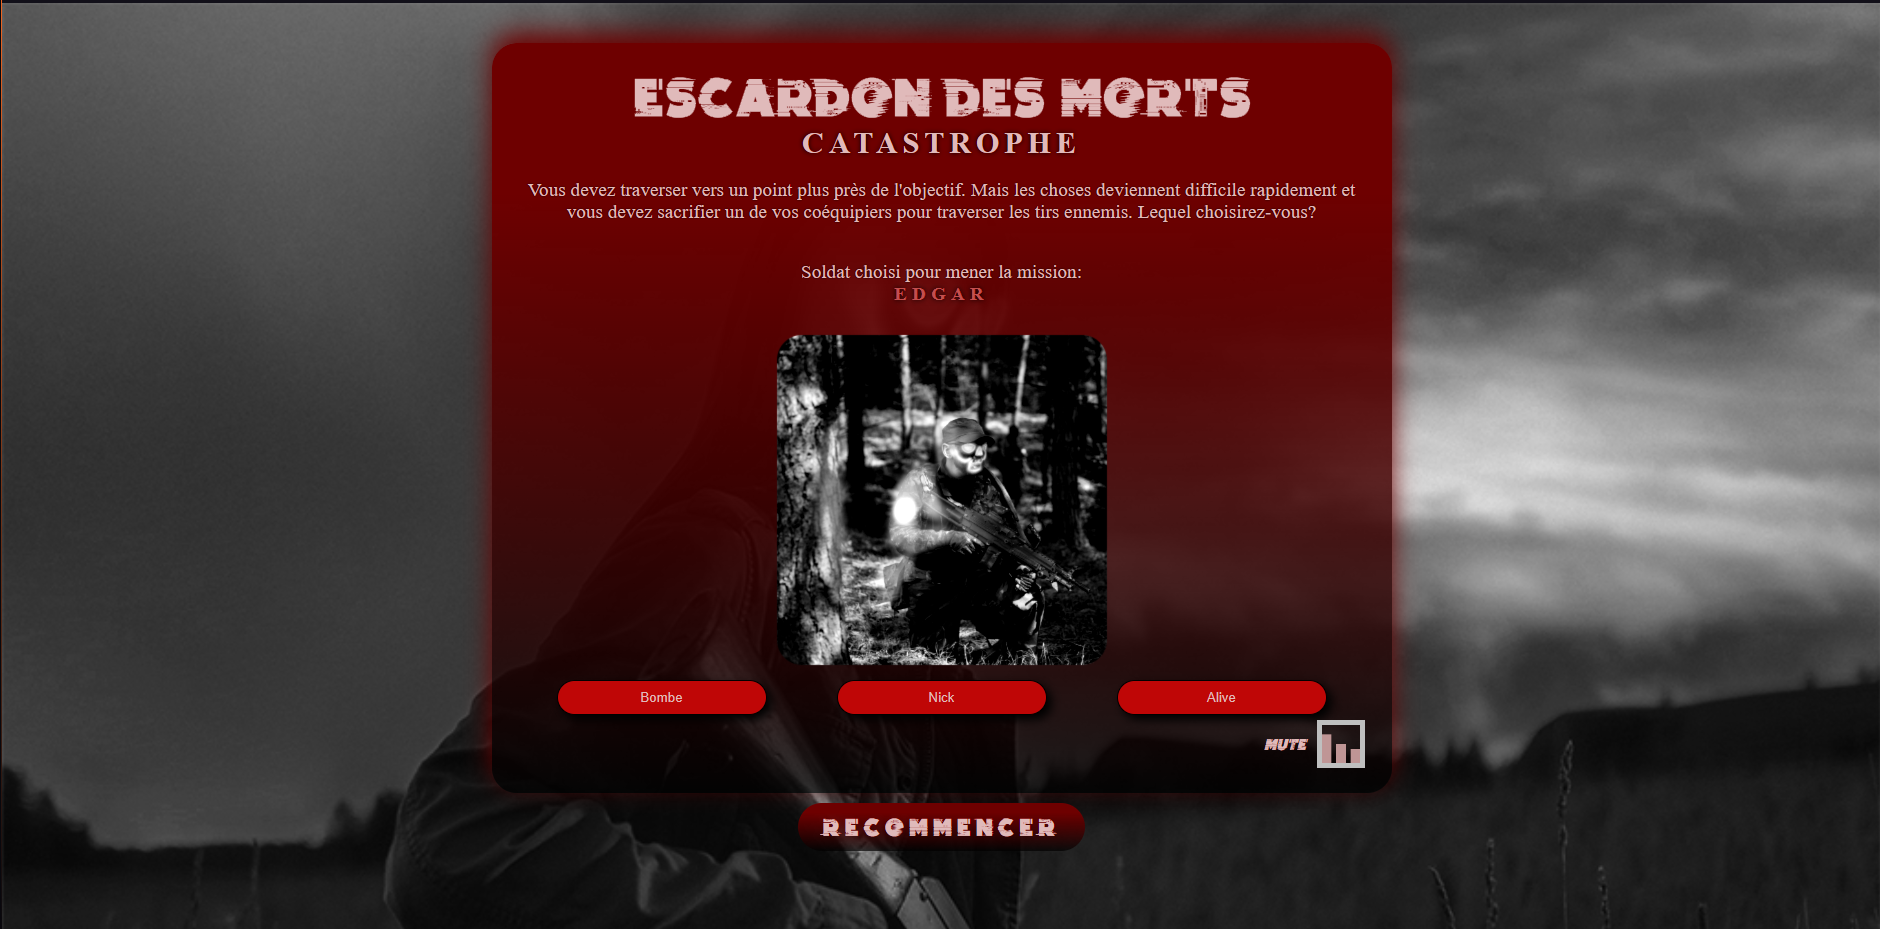 ESCARDON DES MORTS
CATASTROPHE
Vous devez traverser vers un point plus près de l'objectif. Mais les choses deviennent difficile rapidement et
vous devez sacrifier un de vos coéquipiers pour traverser les tirs ennemis. Lequel choisirez-vous?
Soldat choisi pour mener la mission:
EDGAR
Bombe
Nick
Alive
MUTE
RECOMMENCER